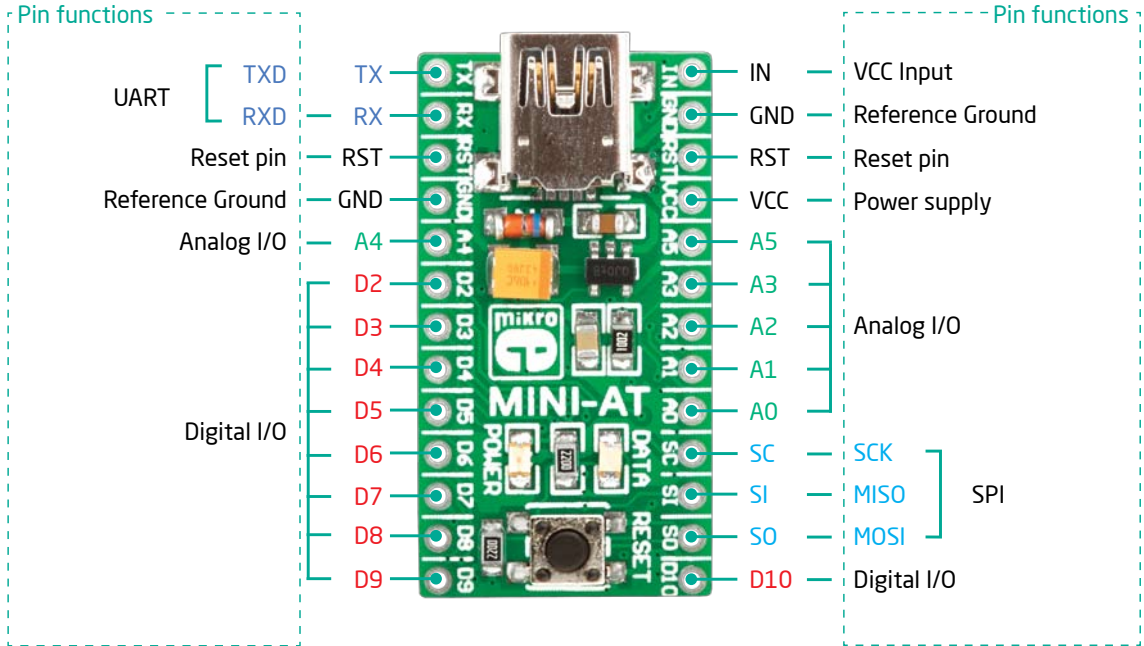 Pin functions
Pin functions
UART
TXD TX
RXD RX
Reset pin RST
Reference Ground GND
Analog I/O A4
D2
D3
D4
D5
Digital I/O
D6
D7
D8
D9
IN VCC Input
GND Reference Ground
RST Reset pin
VCC Power supply
A5
A3
A2 Analog I/O
A1
A0
SC SCK
SI MISO SPI
SO MOSI
D10 Digital I/O
TX
RX
RST
GND
A4
D2
D3
D4
D5
D6
D7
D8
D9
IN
GND
RST
VCC
A5
A3
A2
A1
A0
SC
SI
SO
D10
mikro
e
1002
MINI-AT
POWER
2200
DATA
2200
RESET